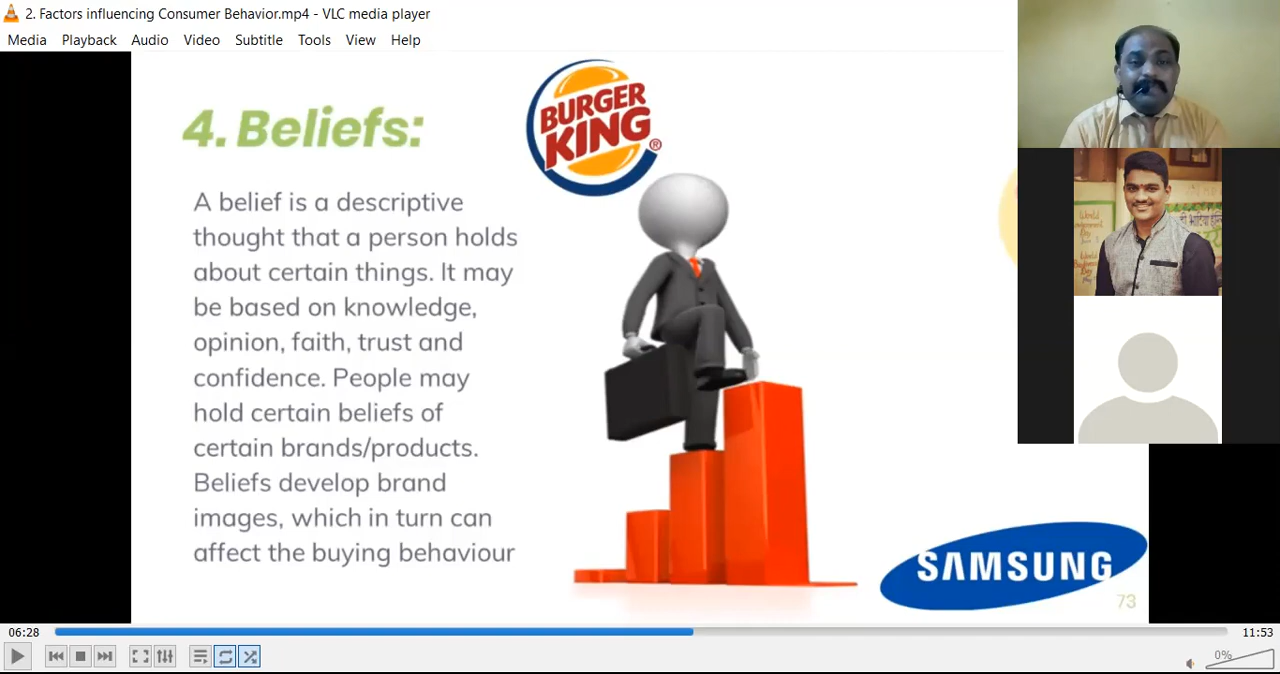 2. Factors influencing Consumer Behavior.mp4 - VLC media player
Media Playback Audio Video Subtitle Tools View Help
4. Beliefs:
BURGER
KING®
A belief is a descriptive
thought that a person holds
about certain things. It may
be based on knowledge,
opinion, faith, trust and
confidence. People may
hold certain beliefs of
certain brands/products.
Beliefs develop brand
images, which in turn can
affect the buying behaviour
SAMSUNG
73
World
06:28
11:53
0%